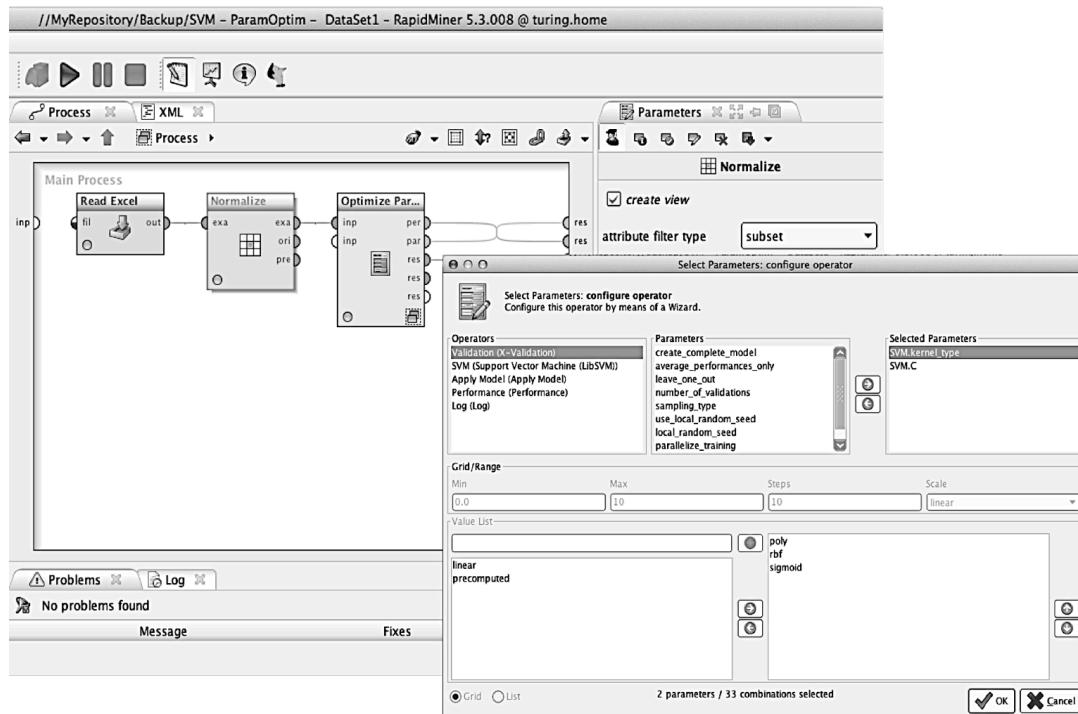 //MyRepository/Backup/SVM – ParamOptim – DataSet1 – RapidMiner 5.3.008 @ turing.home
Process
XML
Parameters
Process
Normalize
Main Process
Read Excel
Normalize
Optimize Par...
inp
fil
out
exa
exa
ori
pre
inp
inp
per
par
res
res
res
res
res
create view
attribute filter type
subset
Select Parameters: configure operator
Select Parameters: configure operator
Configure this operator by means of a Wizard.
Operators
Validation (X-Validation)
SVM (Support Vector Machine (LibSVM))
Apply Model (Apply Model)
Performance (Performance)
Log (Log)
Parameters
create_complete_model
average_performances_only
leave_one_out
number_of_validations
sampling_type
use_local_random_seed
local_random_seed
parallelize_training
Selected Parameters
SVM.kernel_type
SVM.C
Grid/Range
Min
Max
Steps
Scale
0.0
10
10
linear
Value List
linear
precomputed
poly
rbf
sigmoid
Grid
List
2 parameters / 33 combinations selected
OK
Cancel
Problems
Log
No problems found
Message
Fixes